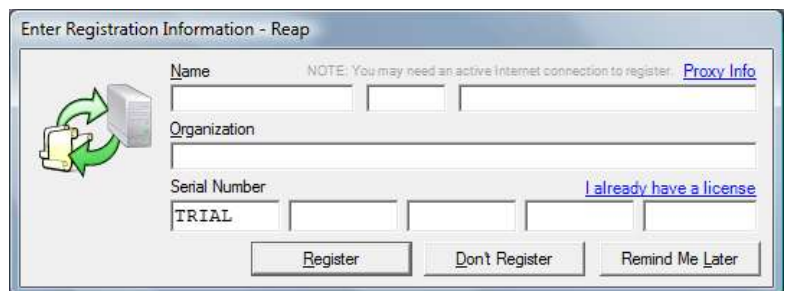 Enter Registration Information - Reap
Name NOTE: You may need an active Internet connection to register. Proxy Info
Organization
Serial Number I already have a license
TRIAL
Register Don't Register Remind Me Later